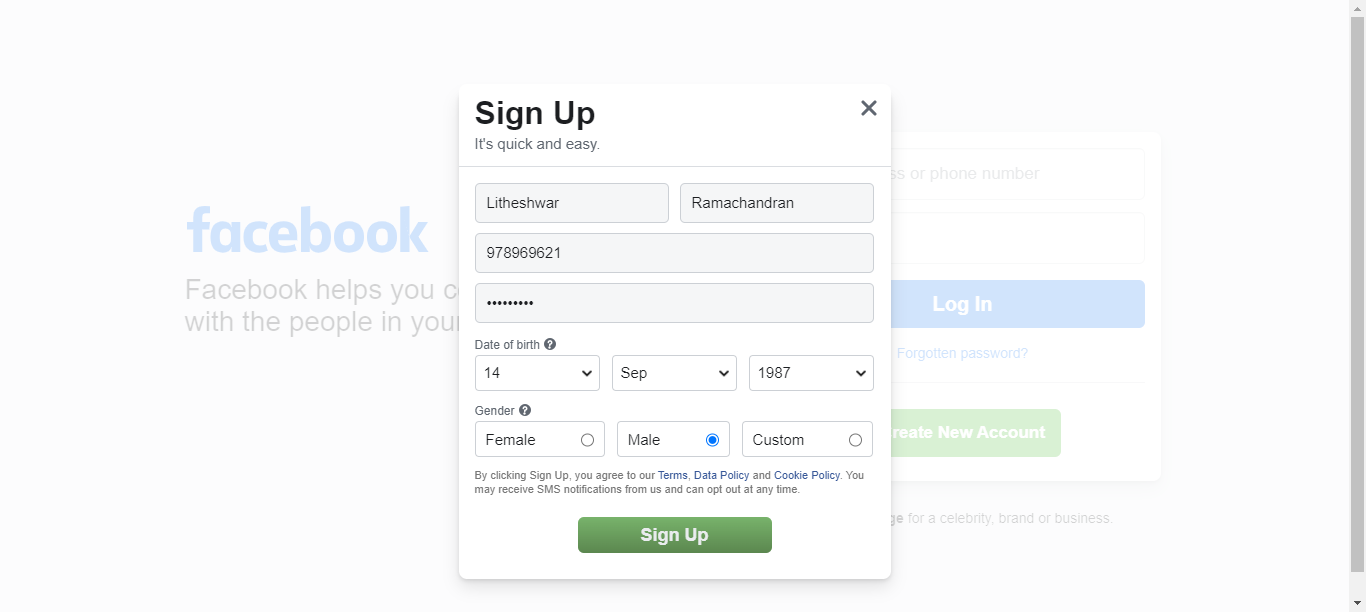 Sign Up
It's quick and easy.
Litheshwar
Ramachandran
978969621
•••••••••
Date of birth
14
Sep
1987
Gender
Female
Male
Custom
By clicking Sign Up, you agree to our Terms, Data Policy and Cookie Policy. You
may receive SMS notifications from us and can opt out at any time.
Sign Up
facebook
Facebook helps you
with the people in your
or phone number
Log In
Forgotten password?
New Account
for a celebrity, brand or business.